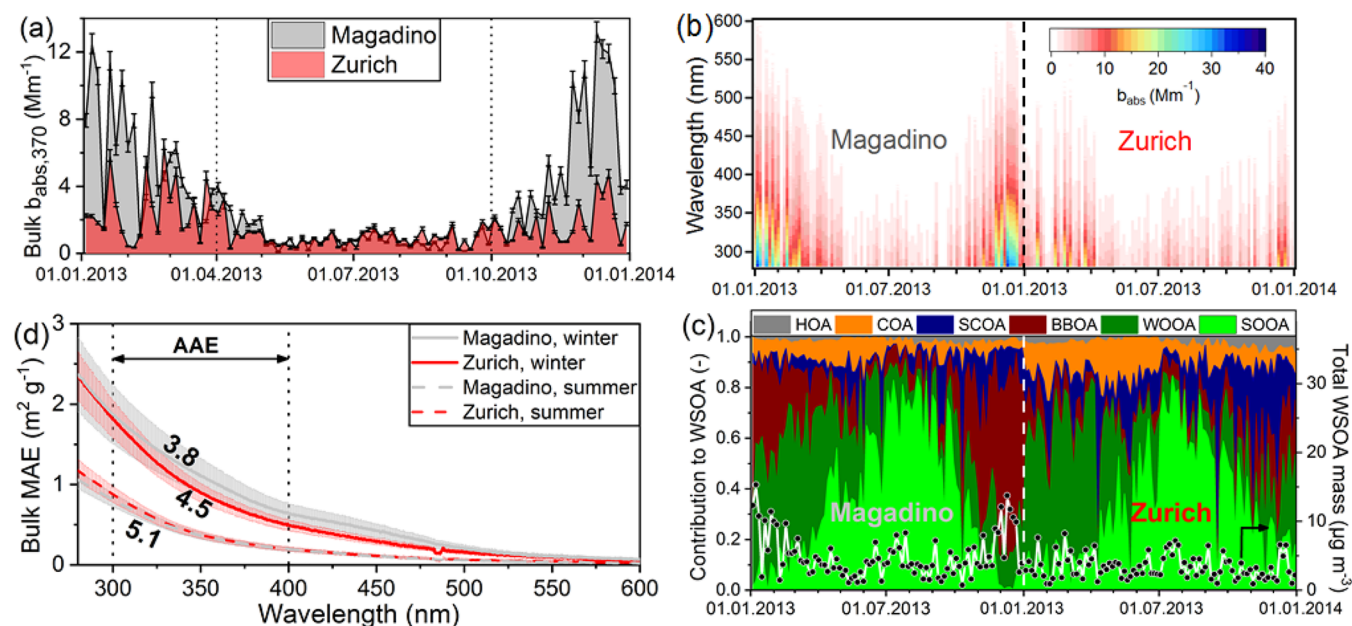 (a)
Magadino
Zurich
Bulk b_abs,370 (Mm⁻¹)
12
8
4
0
01.01.2013
01.04.2013
01.07.2013
01.10.2013
01.01.2014
(b)
Wavelength (nm)
600
550
500
450
400
350
300
0 10 20 30 40
b_abs (Mm⁻¹)
Magadino
Zurich
01.01.2013
01.07.2013
01.01.2013
01.07.2013
01.01.2014
(d)
Bulk MAE (m² g⁻¹)
3
2
1
0
AAE
Magadino, winter
Zurich, winter
Magadino, summer
Zurich, summer
3.8
4.5
5.1
300
350
400
450
500
550
600
Wavelength (nm)
(c)
HOA COA SCOA BBOA WOOA SOOA
Contribution to WSOA (-)
1.0
0.8
0.6
0.4
0.2
0.0
Magadino
Zurich
30
20
10
0
Total WSOA mass (µg m⁻³)
01.01.2013
01.07.2013
01.01.2013
01.07.2013
01.01.2014